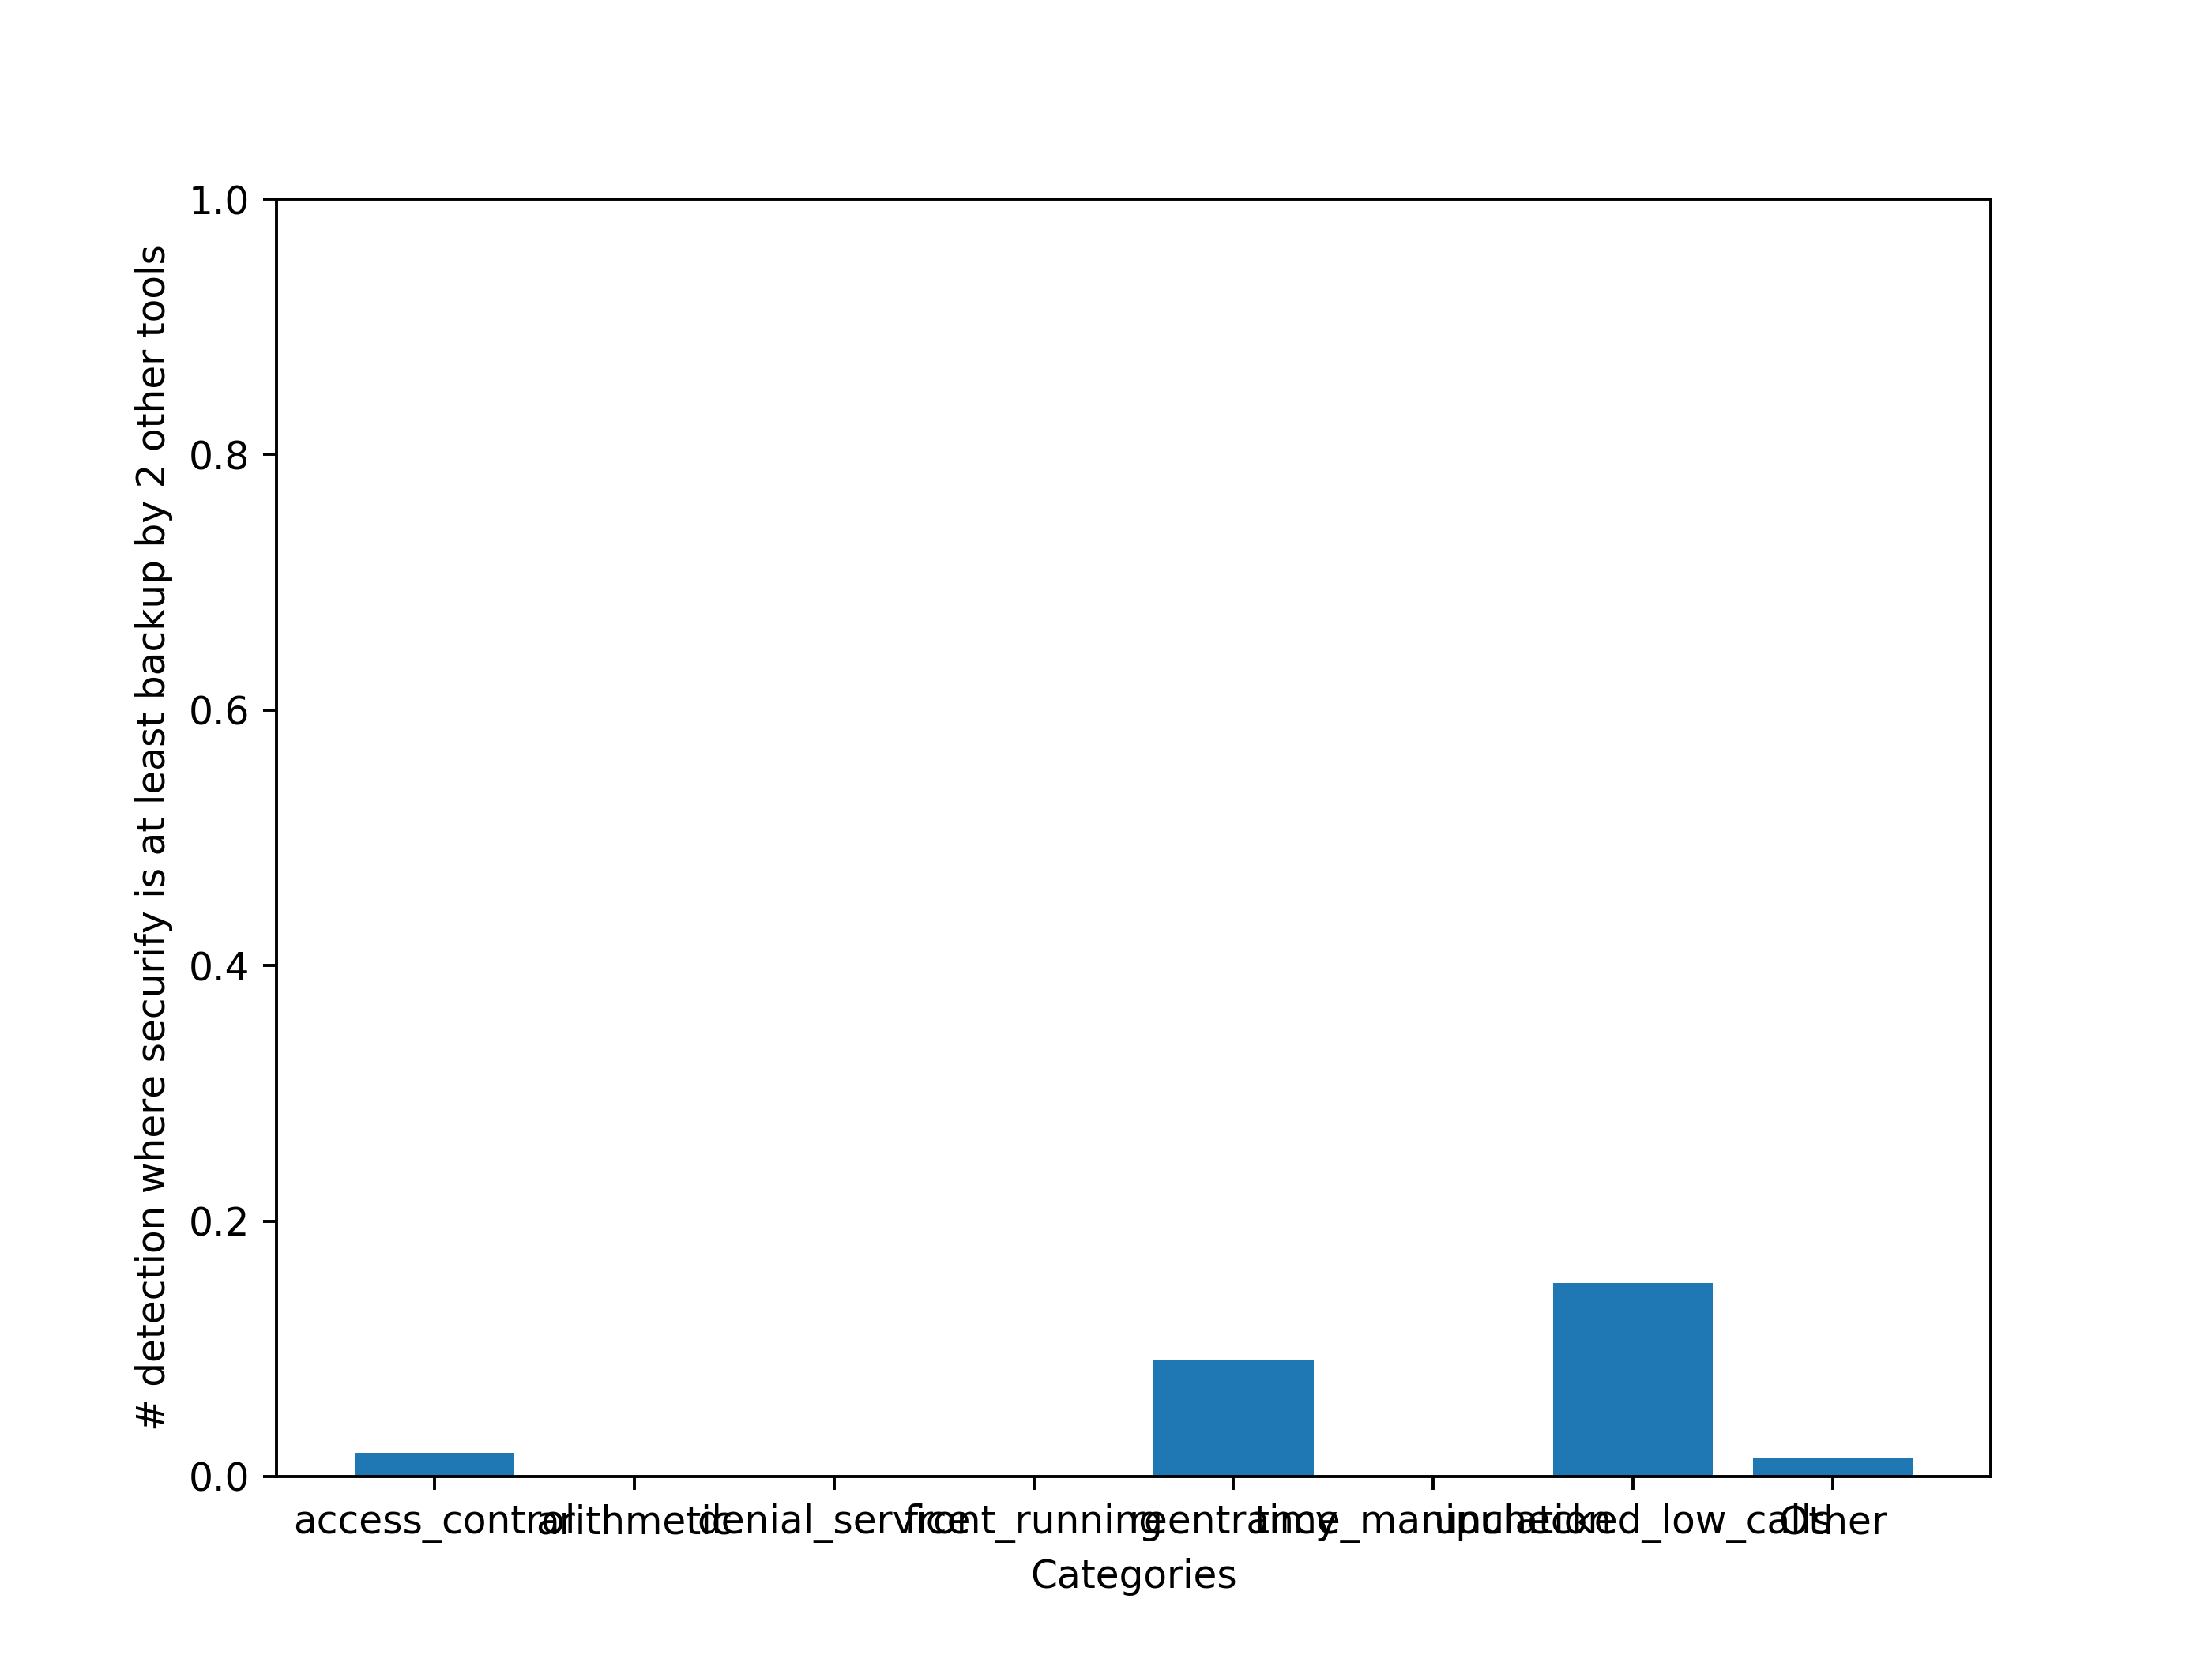 # detection where securify is at least backup by 2 other tools
1.0
0.8
0.6
0.4
0.2
0.0
access_control
arithmetic
denial_service
front_running
reentrancy
time_manipulation
unchecked_low_calls
Other
Categories